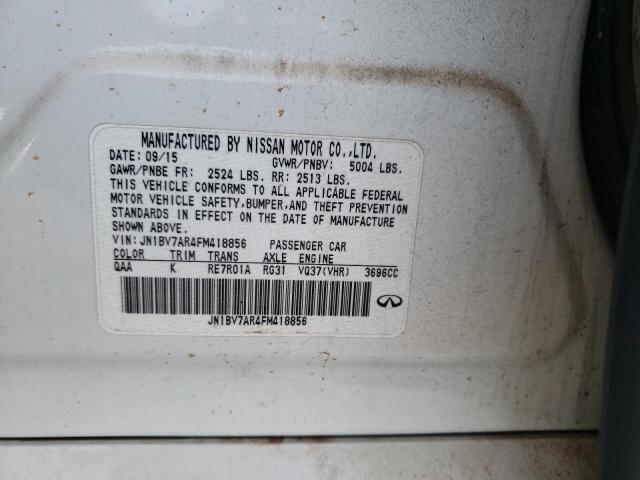 MANUFACTURED BY NISSAN MOTOR CO.,LTD.
DATE: 09/15 GVWR/PNBV: 5004 LBS.
GAWR/PNBE FR: 2524 LBS. RR: 2513 LBS.
THIS VEHICLE CONFORMS TO ALL APPLICABLE FEDERAL
MOTOR VEHICLE SAFETY, BUMPER, AND THEFT PREVENTION
STANDARDS IN EFFECT ON THE DATE OF MANUFACTURE
SHOWN ABOVE.
VIN: JN1BV7AR4FM418856 PASSENGER CAR
COLOR TRIM TRANS AXLE ENGINE
QAA K RE7R01A RG31 VQ37(VHR) 3696CC
JN1BV7AR4FM418856